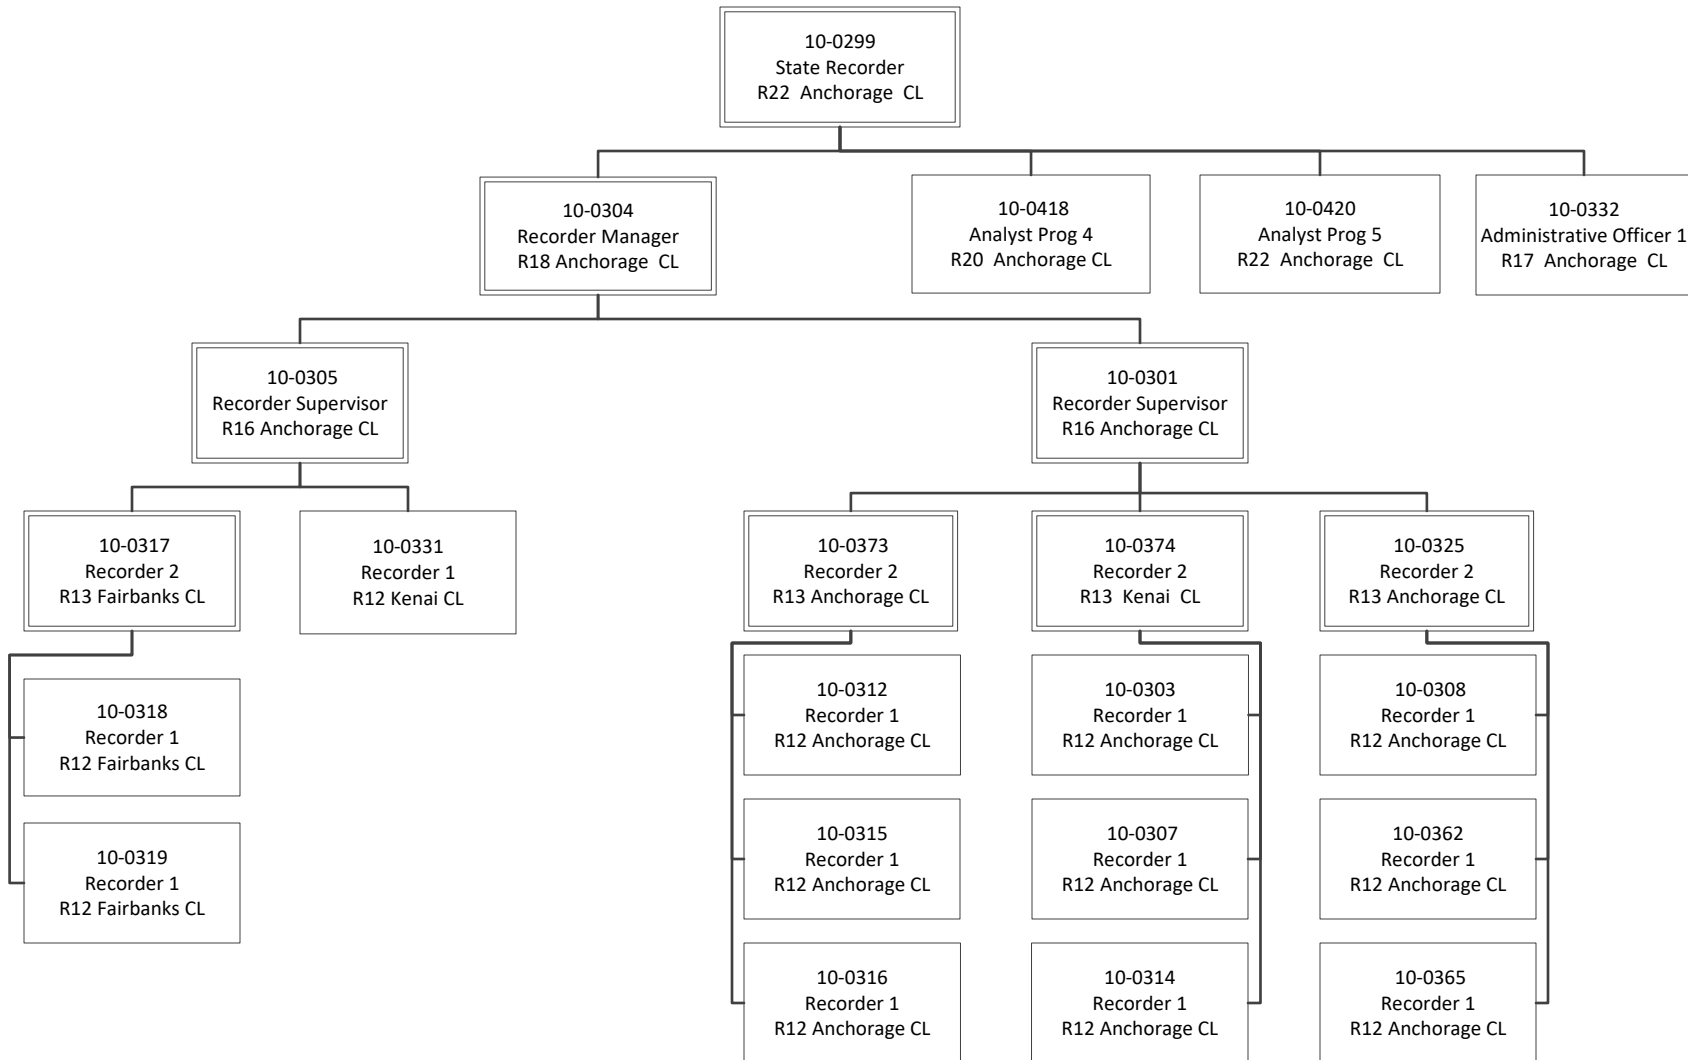 10-0299
State Recorder
R22  Anchorage  CL
10-0304
Recorder Manager
R18 Anchorage  CL
10-0418
Analyst Prog 4
R20  Anchorage CL
10-0420
Analyst Prog 5
R22  Anchorage  CL
10-0332
Administrative Officer 1
R17  Anchorage  CL
10-0305
Recorder Supervisor
R16 Anchorage CL
10-0301
Recorder Supervisor
R16 Anchorage CL
10-0317
Recorder 2
R13 Fairbanks CL
10-0331
Recorder 1
R12 Kenai CL
10-0373
Recorder 2
R13 Anchorage CL
10-0374
Recorder 2
R13  Kenai  CL
10-0325
Recorder 2
R13 Anchorage CL
10-0318
Recorder 1
R12 Fairbanks CL
10-0319
Recorder 1
R12 Fairbanks CL
10-0312
Recorder 1
R12 Anchorage CL
10-0315
Recorder 1
R12 Anchorage CL
10-0316
Recorder 1
R12 Anchorage CL
10-0303
Recorder 1
R12 Anchorage CL
10-0307
Recorder 1
R12 Anchorage CL
10-0314
Recorder 1
R12 Anchorage CL
10-0308
Recorder 1
R12 Anchorage CL
10-0362
Recorder 1
R12 Anchorage CL
10-0365
Recorder 1
R12 Anchorage CL